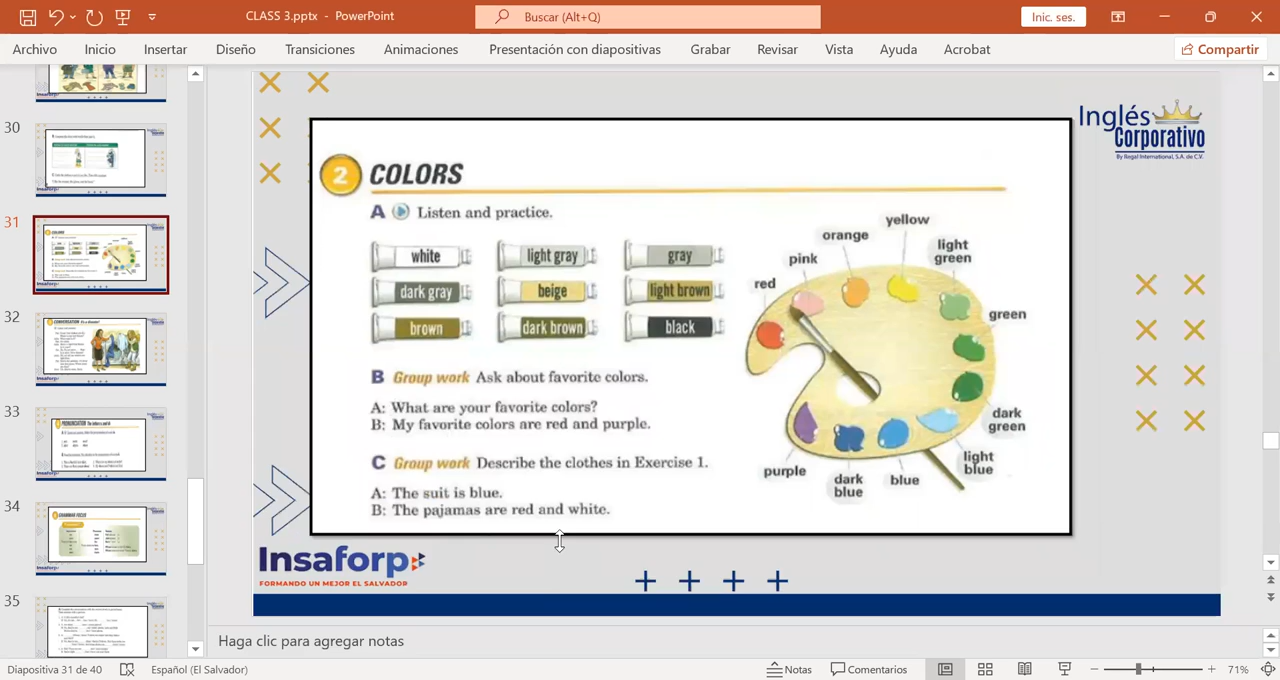 CLASS 3.pptx - PowerPoint
Buscar (Alt+Q)
Inic. ses.
Archivo Inicio Insertar Diseño Transiciones Animaciones Presentación con diapositivas Grabar Revisar Vista Ayuda Acrobat
Compartir
30
31
32
33
34
35
Inglés
Corporativo
By Regal International, S.A. de C.V.
2 COLORS
A Listen and practice.
white light gray gray
dark gray beige light brown
brown dark brown black
yellow
orange
light
green
pink
red
green
dark
green
light
blue
blue
dark
blue
purple
B Group work Ask about favorite colors.
A: What are your favorite colors?
B: My favorite colors are red and purple.
C Group work Describe the clothes in Exercise 1.
A: The suit is blue.
B: The pajamas are red and white.
Insaforp
FORMANDO UN MEJOR EL SALVADOR
Haga clic para agregar notas
Diapositiva 31 de 40 Español (El Salvador) Notas Comentarios 71%